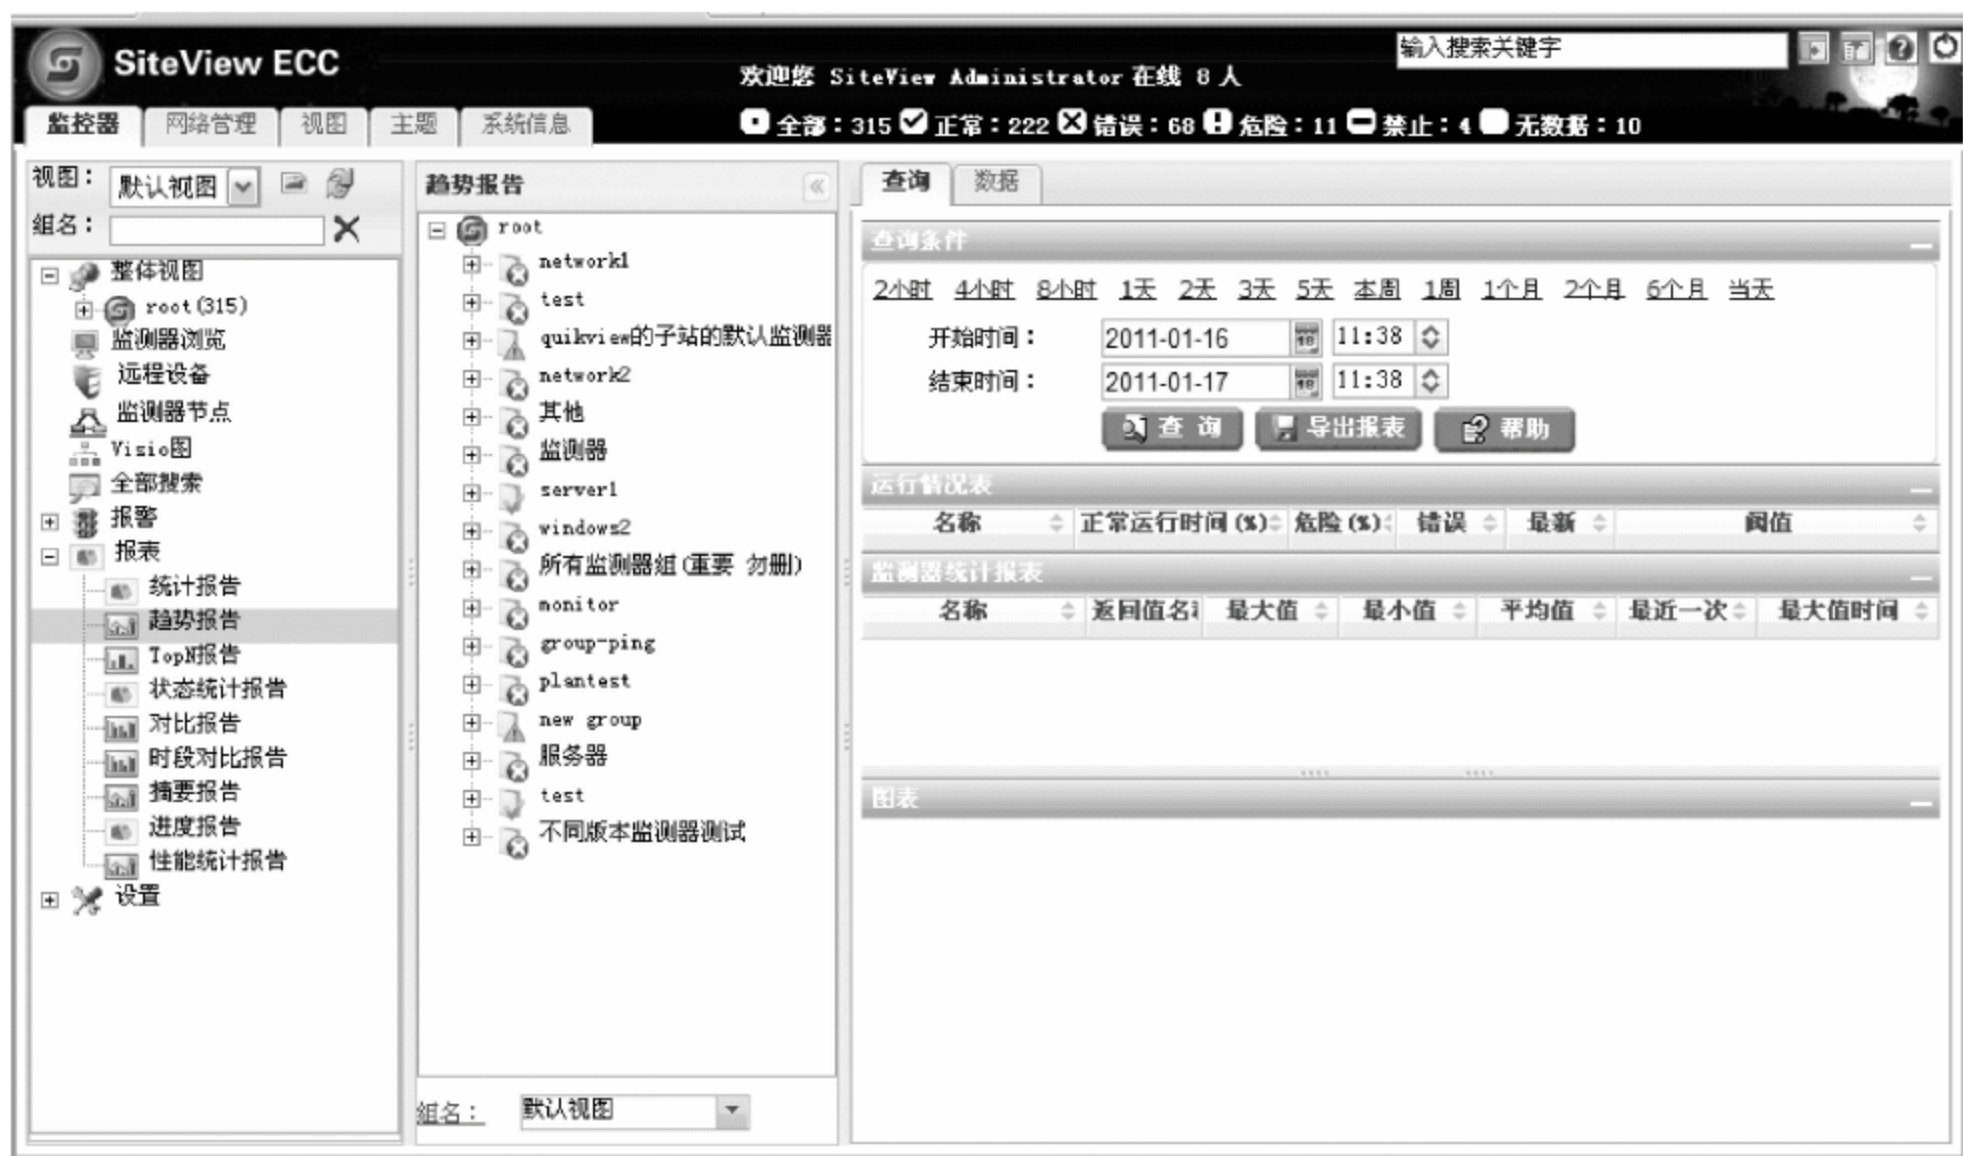 SiteView ECC
输入搜索关键字
欢迎您 SiteView Administrator 在线 8 人
监控器 网络管理 视图 主题 系统信息
全部：315 正常：222 错误：68 危险：11 禁止：4 无数据：10
视图： 默认视图
组名：
整体视图
root(315)
监测器浏览
远程设备
监测器节点
Visio图
全部搜索
报警
报表
统计报告
趋势报告
TopN报告
状态统计报告
对比报告
时段对比报告
摘要报告
进度报告
性能统计报告
设置
趋势报告
root
network1
test
quikview的子站的默认监测器
network2
其他
监测器
server1
windows2
所有监测器组(重要 勿删)
monitor
group-ping
plantest
new group
服务器
test
不同版本监测器测试
组名： 默认视图
查询 数据
查询条件
2小时 4小时 8小时 1天 2天 3天 5天 本周 1周 1个月 2个月 6个月 当天
开始时间： 2011-01-16 11:38
结束时间： 2011-01-17 11:38
查 询 导出报表 帮助
运行情况表
名称 正常运行时间(%) 危险(%) 错误 最新 阀值
监测器统计报表
名称 返回值名 最大值 最小值 平均值 最近一次 最大值时间
图表